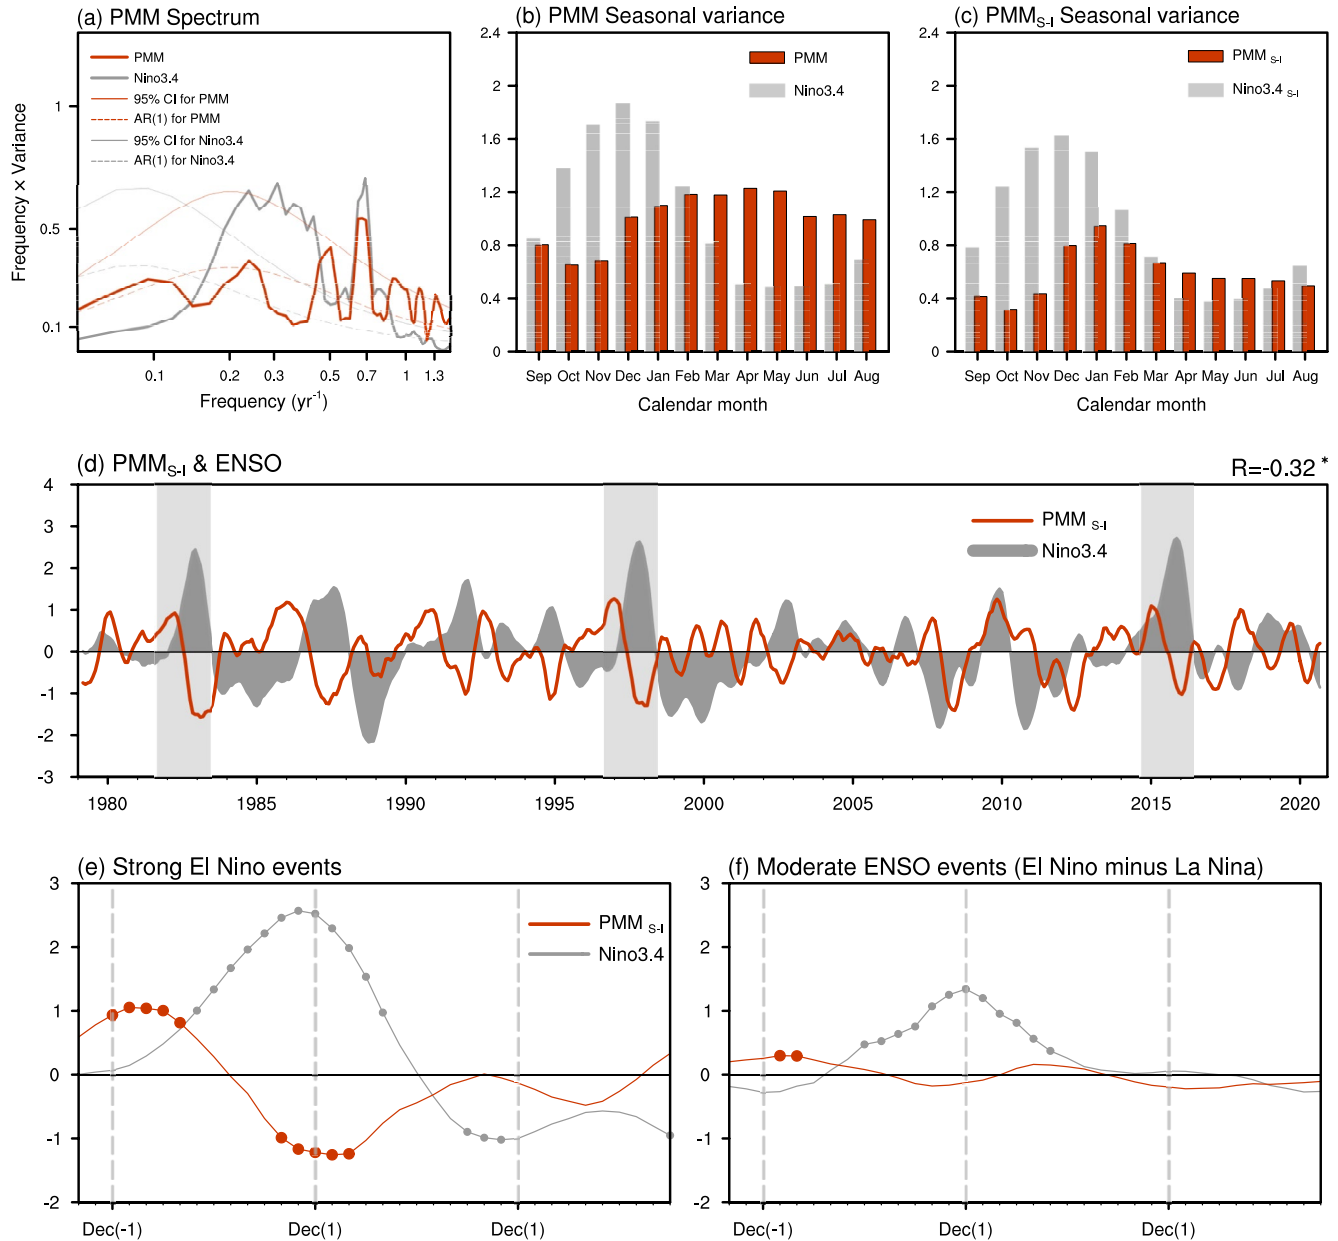 (a) PMM Spectrum
PMM
Nino3.4
95% CI for PMM
AR(1) for PMM
95% CI for Nino3.4
AR(1) for Nino3.4
Frequency × Variance
1
0.5
0.1
0.1 0.2 0.3 0.5 0.7 1 1.3
Frequency (yr-1)
(b) PMM Seasonal variance
PMM
Nino3.4
2.4
2
1.6
1.2
0.8
0.4
0
Sep Oct Nov Dec Jan Feb Mar Apr May Jun Jul Aug
Calendar month
(c) PMMS-I Seasonal variance
PMM S-I
Nino3.4 S-I
2.4
2
1.6
1.2
0.8
0.4
0
Sep Oct Nov Dec Jan Feb Mar Apr May Jun Jul Aug
Calendar month
(d) PMMS-I & ENSO
R=-0.32 *
PMM S-I
Nino3.4
4
3
2
1
0
-1
-2
-3
1980 1985 1990 1995 2000 2005 2010 2015 2020
(e) Strong El Nino events
PMM S-I
Nino3.4
3
2
1
0
-1
-2
Dec(-1) Dec(1) Dec(1)
(f) Moderate ENSO events (El Nino minus La Nina)
3
2
1
0
-1
-2
Dec(-1) Dec(1) Dec(1)